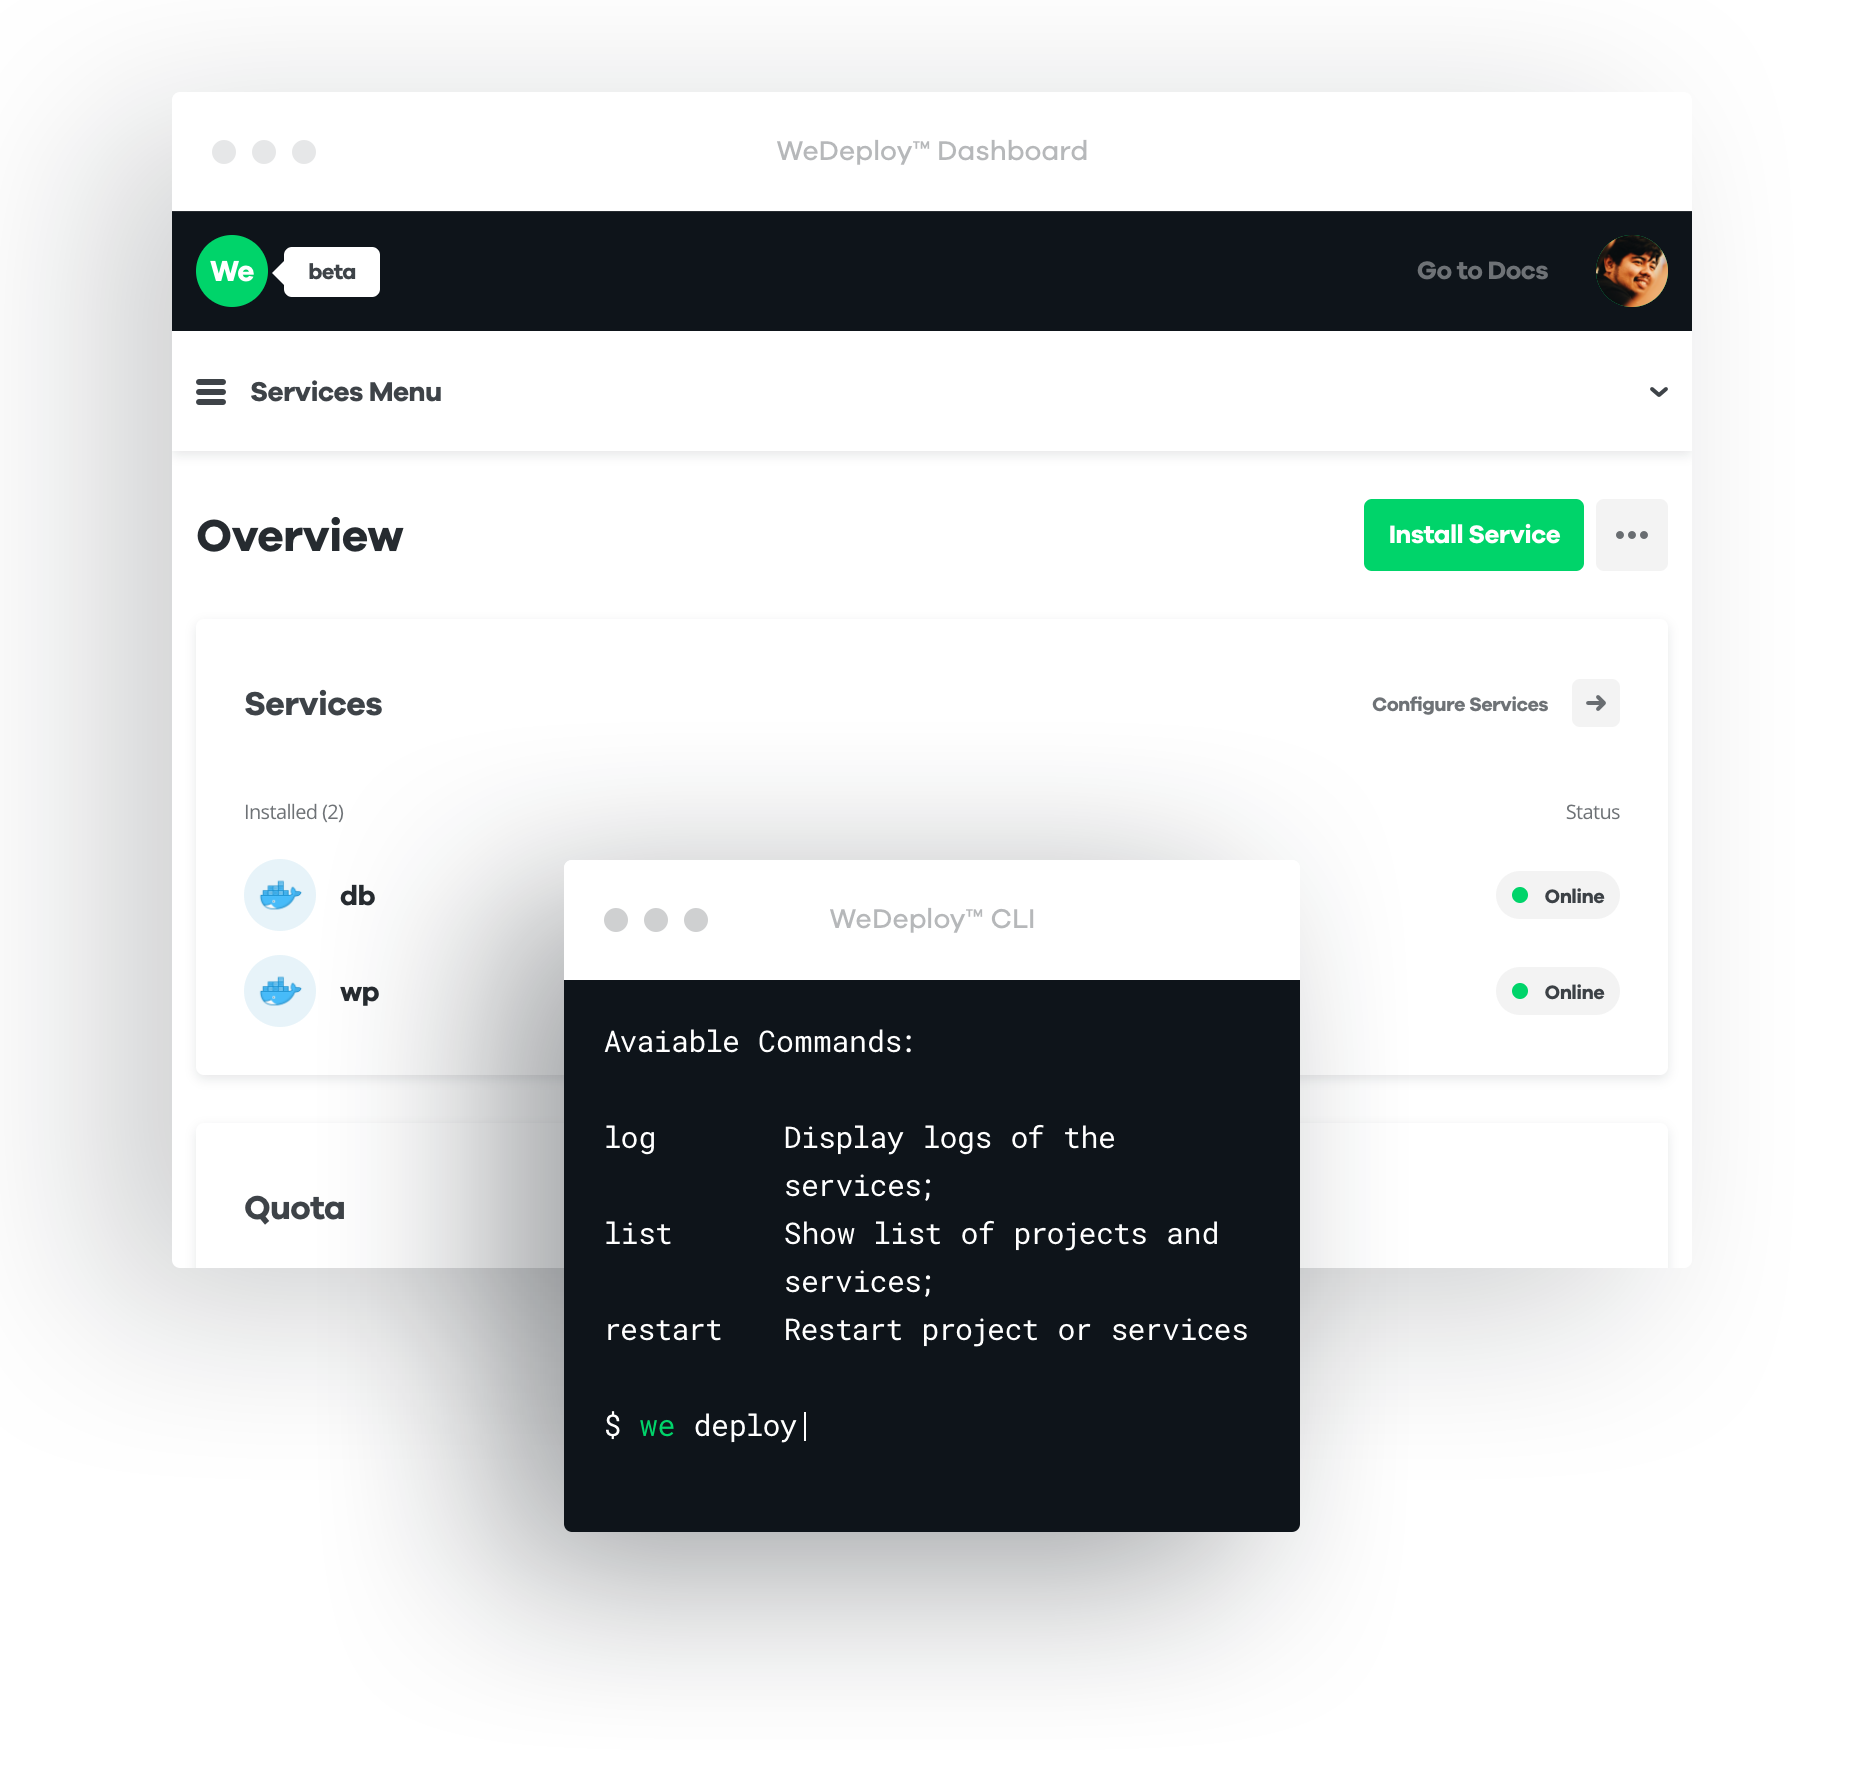 WeDeploy™ Dashboard
We
beta
Go to Docs
Services Menu
Overview
Install Service
Services
Configure Services
Installed (2)
Status
db
Online
wp
Online
Quota
WeDeploy™ CLI
Avaiable Commands:
log Display logs of the
services;
list Show list of projects and
services;
restart Restart project or services
$ we deploy|